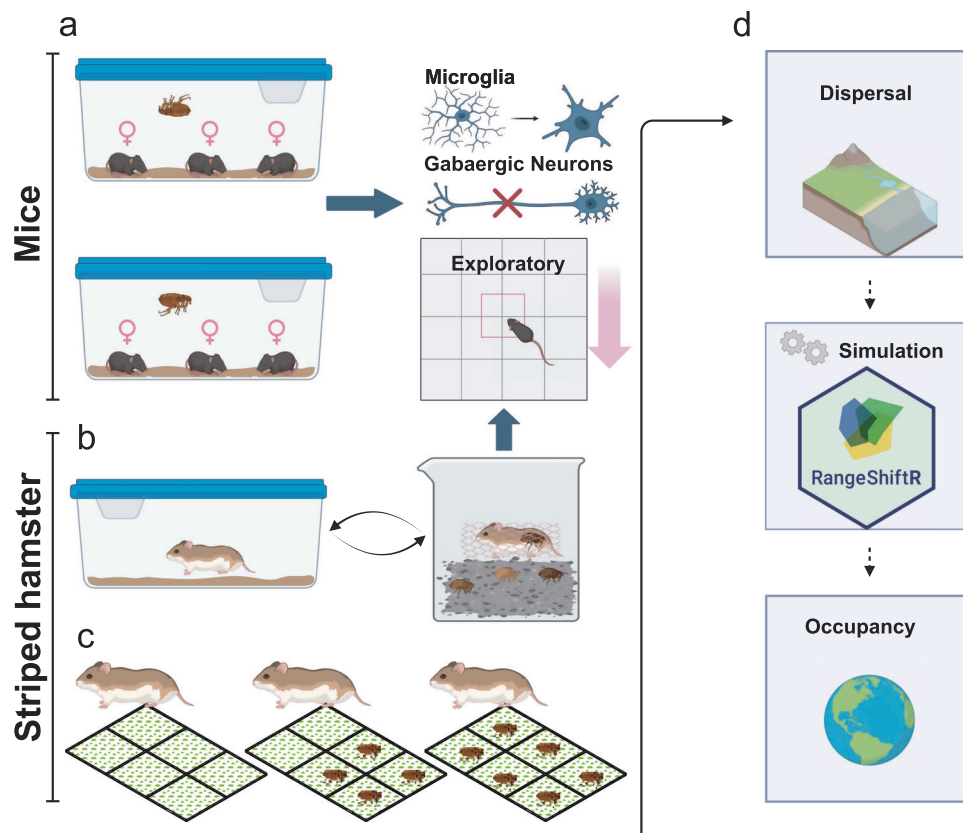 a
Mice
Microglia
Gabaergic Neurons
Exploratory
Striped hamster
b
c
d
Dispersal
Simulation
RangeShiftR
Occupancy